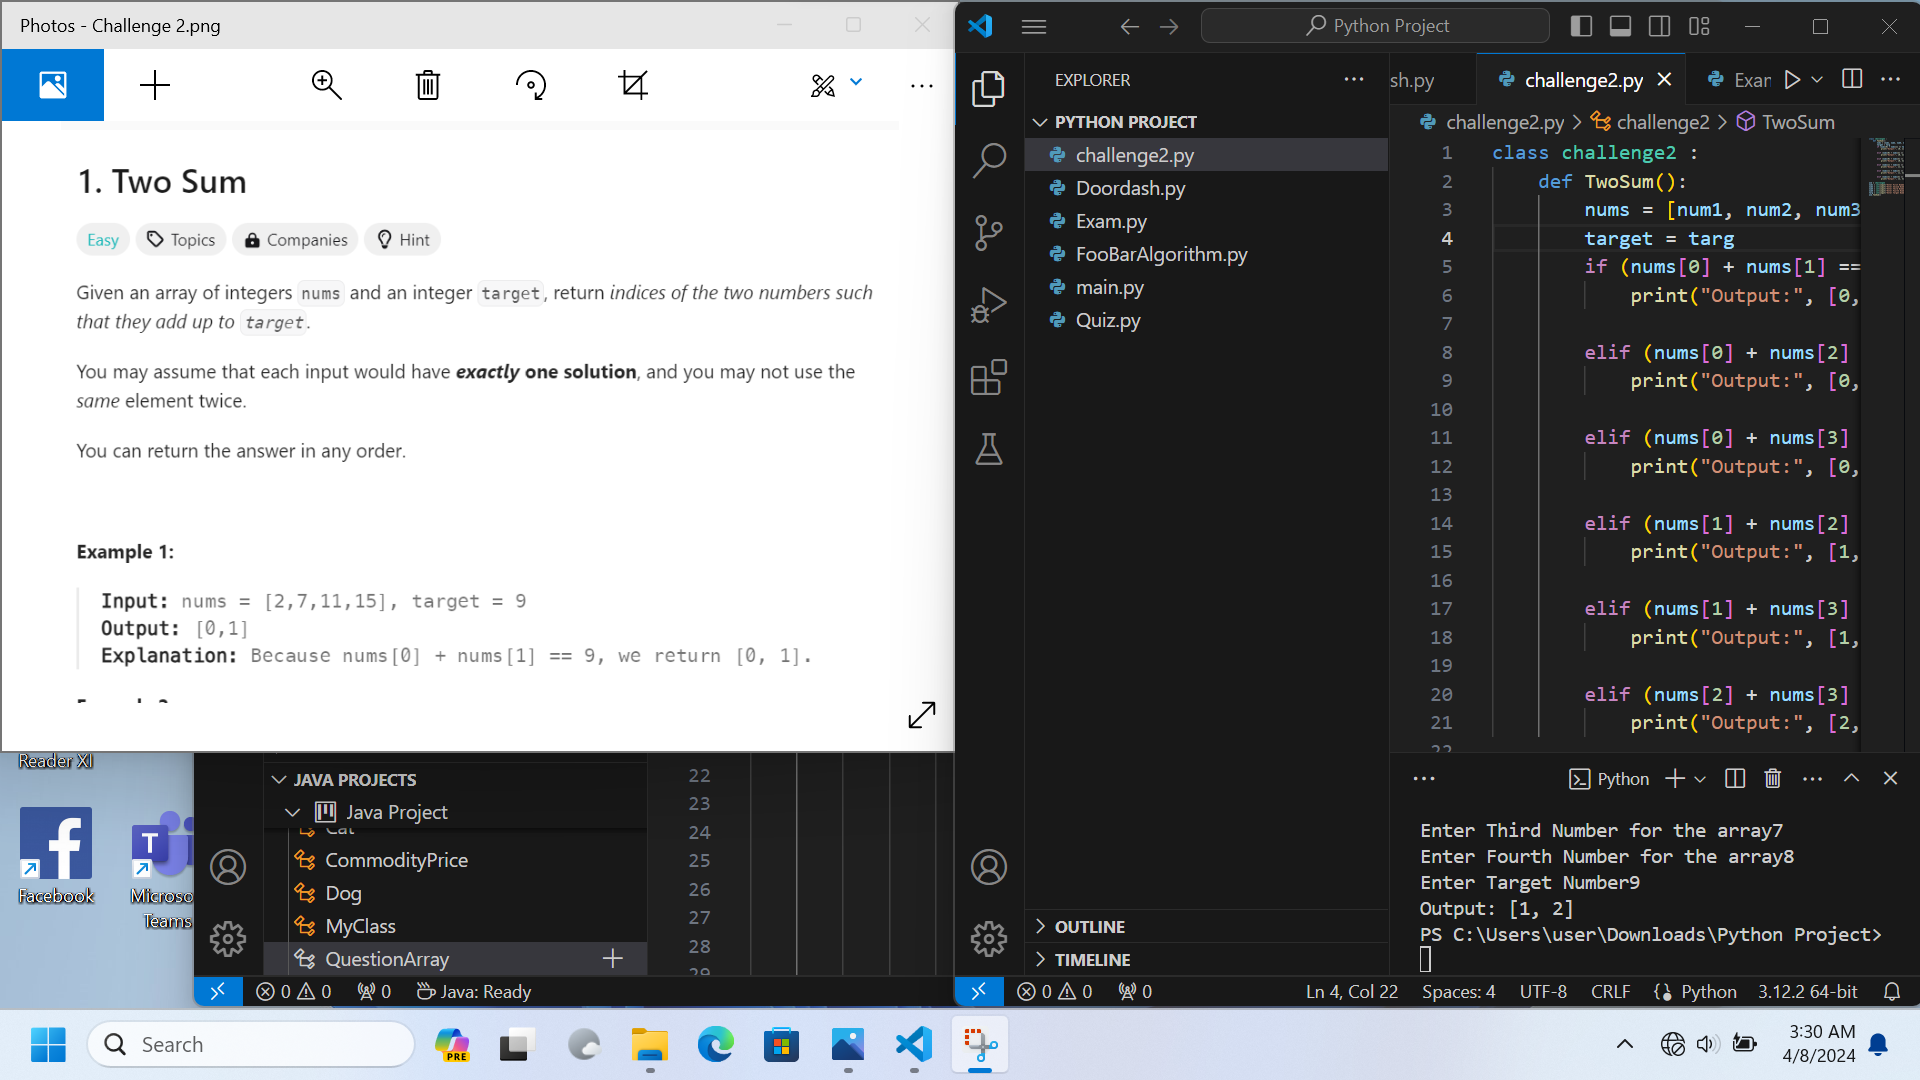 Photos - Challenge 2.png
1. Two Sum
Easy
Topics
Companies
Hint
Given an array of integers nums and an integer target, return indices of the two numbers such
that they add up to target.
You may assume that each input would have exactly one solution, and you may not use the
same element twice.
You can return the answer in any order.
Example 1:
Input: nums = [2,7,11,15], target = 9
Output: [0,1]
Explanation: Because nums[0] + nums[1] == 9, we return [0, 1].
Python Project
EXPLORER
PYTHON PROJECT
challenge2.py
Doordash.py
Exam.py
FooBarAlgorithm.py
main.py
Quiz.py
OUTLINE
TIMELINE
sh.py
challenge2.py
Exar
challenge2.py > challenge2 > TwoSum
1 class challenge2 :
2 def TwoSum():
3 nums = [num1, num2, num3
4 target = targ
5 if (nums[0] + nums[1] ==
6 print("Output:", [0,
7
8 elif (nums[0] + nums[2]
9 print("Output:", [0,
10
11 elif (nums[0] + nums[3]
12 print("Output:", [0,
13
14 elif (nums[1] + nums[2]
15 print("Output:", [1,
16
17 elif (nums[1] + nums[3]
18 print("Output:", [1,
19
20 elif (nums[2] + nums[3]
21 print("Output:", [2,
22
Python
Enter Third Number for the array7
Enter Fourth Number for the array8
Enter Target Number9
Output: [1, 2]
PS C:\Users\user\Downloads\Python Project>
0 0
0
Ln 4, Col 22
Spaces: 4
UTF-8
CRLF
Python
3.12.2 64-bit
Reader XI
Facebook
Microso
Teams
JAVA PROJECTS
Java Project
Cat
CommodityPrice
Dog
MyClass
QuestionArray
22
23
24
25
26
27
28
29
0 0
0
Java: Ready
Search
PRE
3:30 AM
4/8/2024